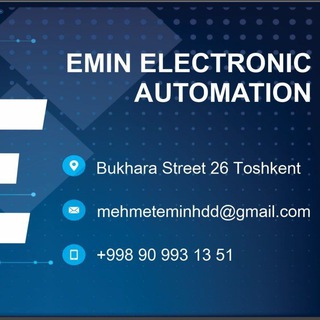 EMIN ELECTRONIC
AUTOMATION
Bukhara Street 26 Toshkent
mehmeteminhdd@gmail.com
+998 90 993 13 51